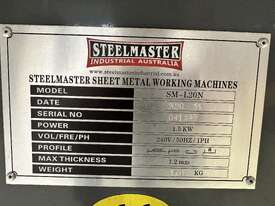 STEELMASTER
INDUSTRIAL AUSTRALIA
www.steelmasterindustrial.com.au
STEELMASTER SHEET METAL WORKING MACHINES
MODEL SM-L20N
DATE
SERIAL NO
POWER 1.5 KW
VOL/FRE/PH 240V/50HZ/1PH
PROFILE
MAX THICKNESS 1.2 mm
WEIGHT KG